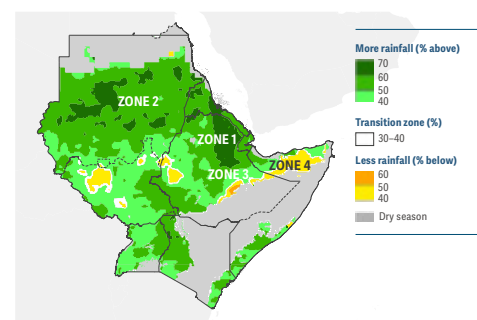 ZONE 2
ZONE 1
ZONE 3
ZONE 4
More rainfall (% above)
70
60
50
40
Transition zone (%)
30–40
Less rainfall (% below)
60
50
40
Dry season